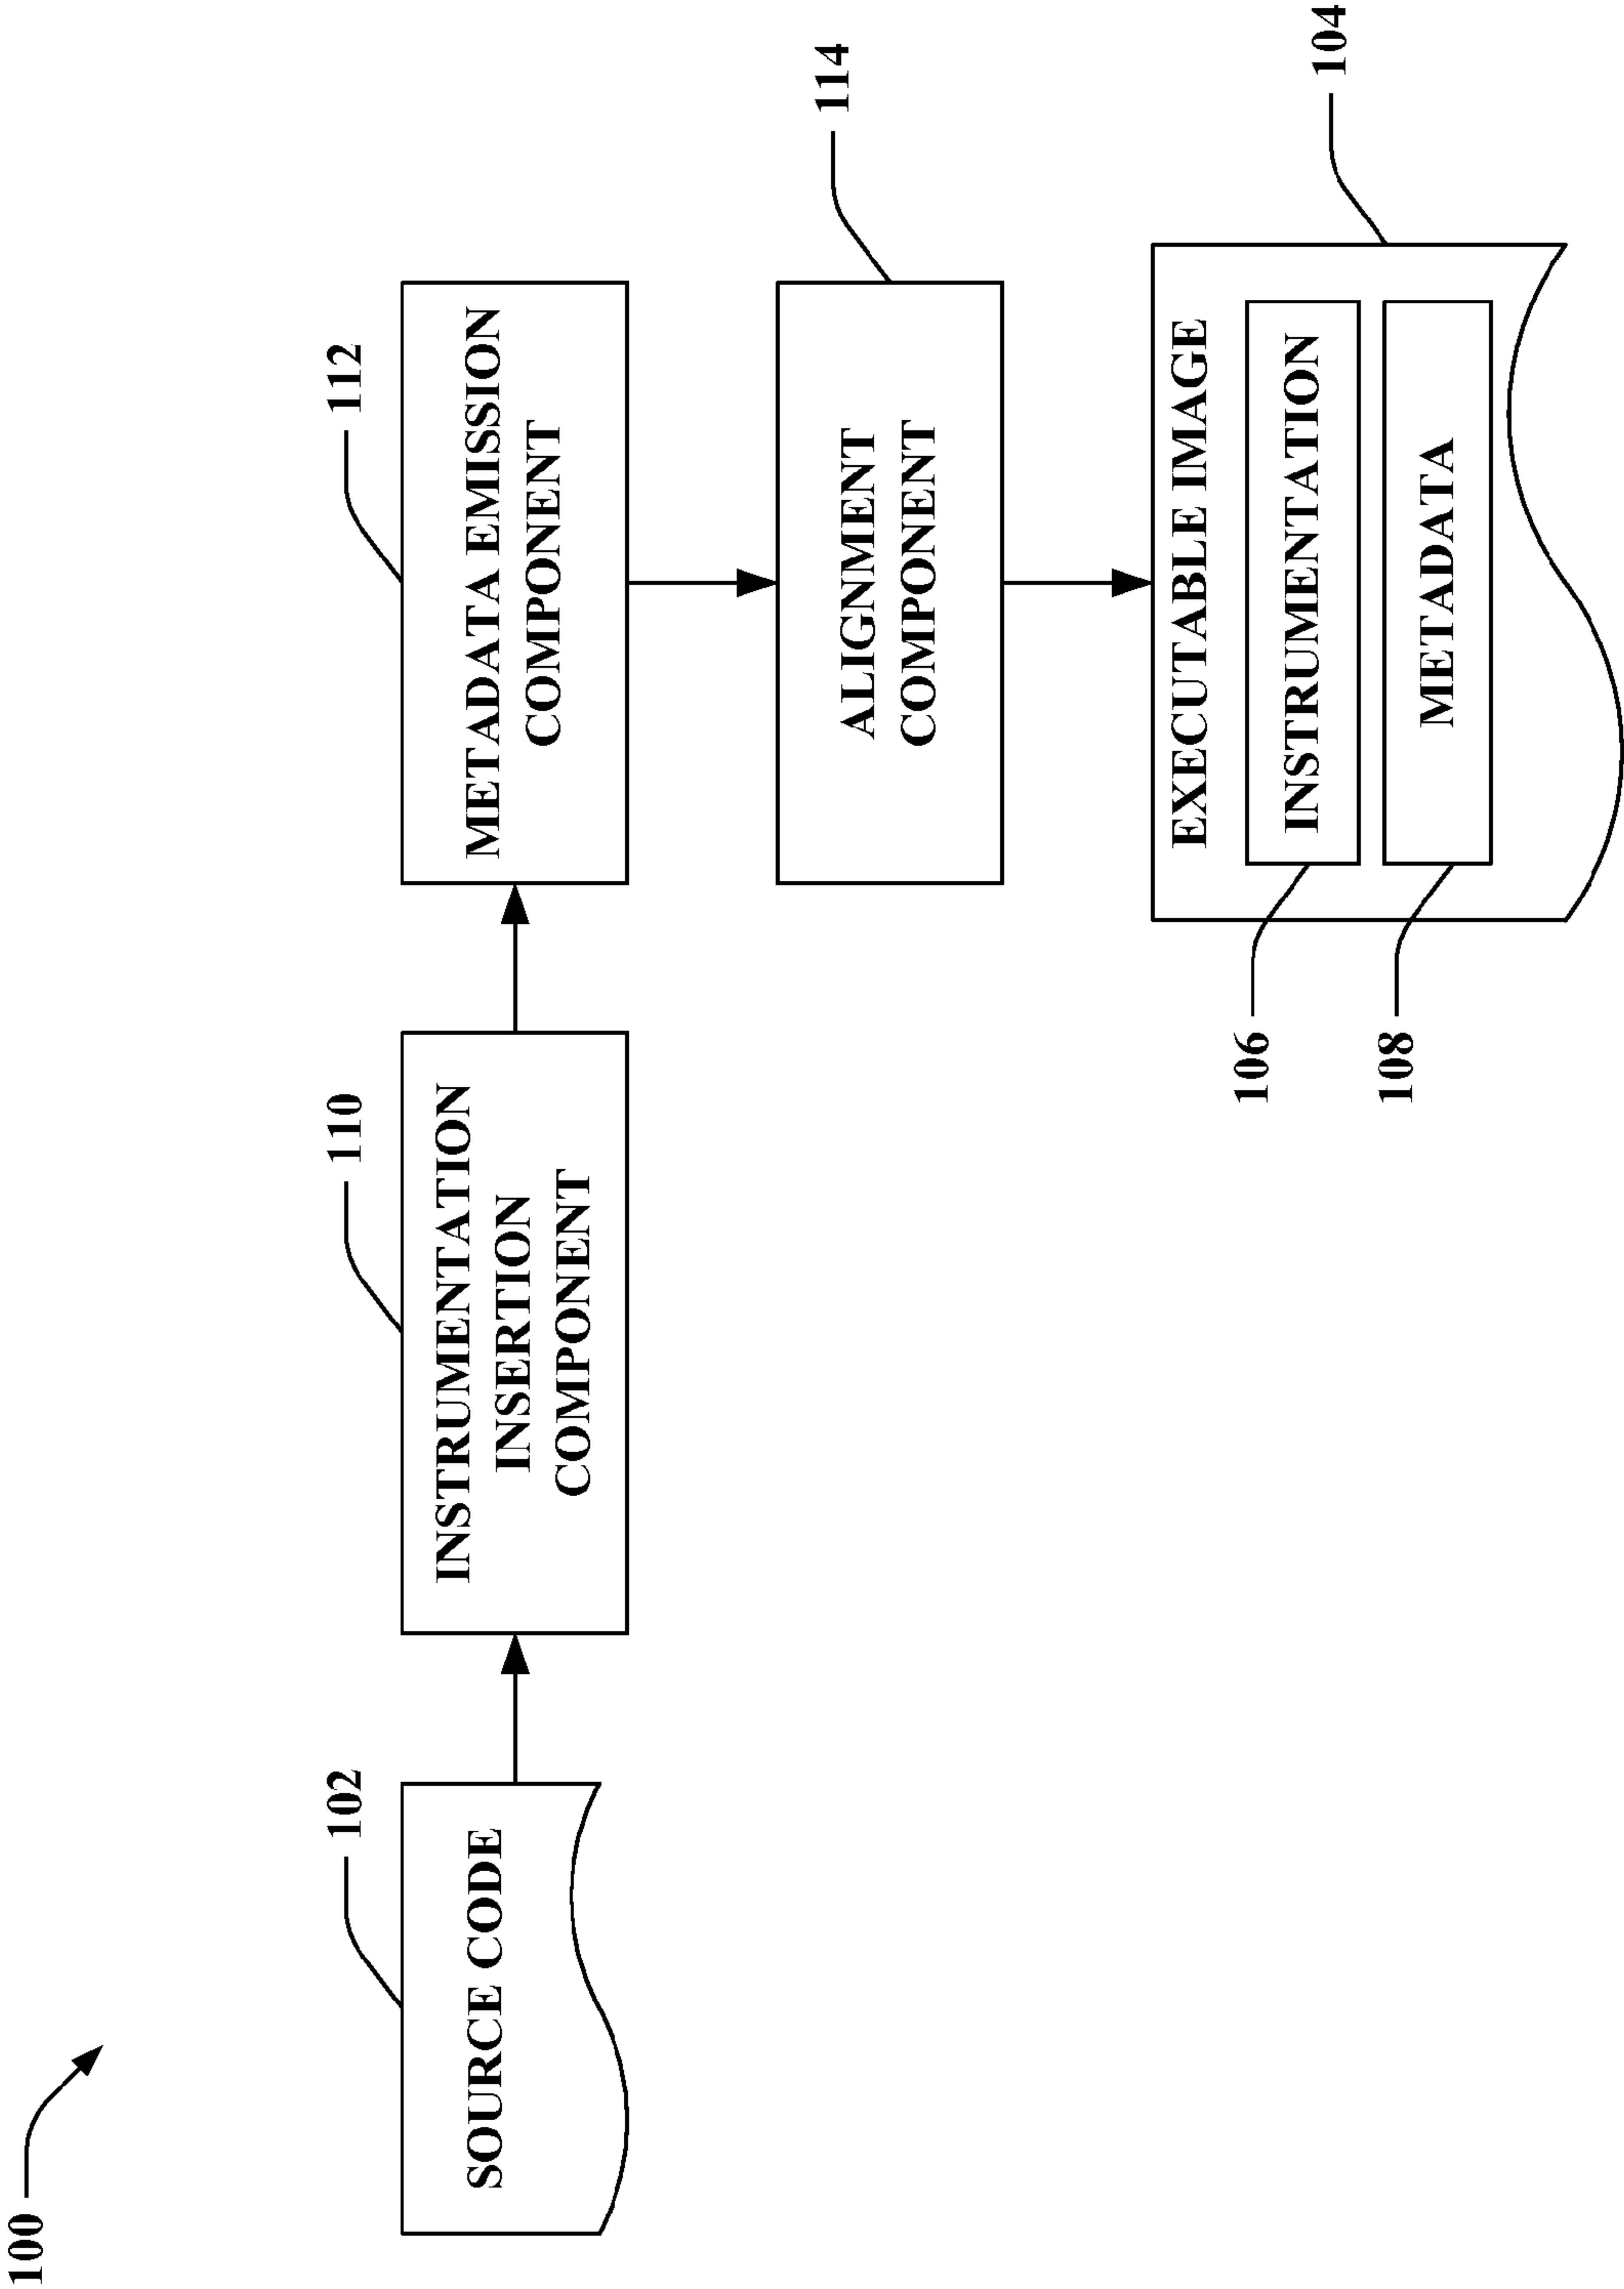 100
102
SOURCE CODE
110
INSTRUMENTATION
INSERTION
COMPONENT
112
METADATA EMISSION
COMPONENT
114
ALIGNMENT
COMPONENT
104
EXECUTABLE IMAGE
106
INSTRUMENTATION
108
METADATA